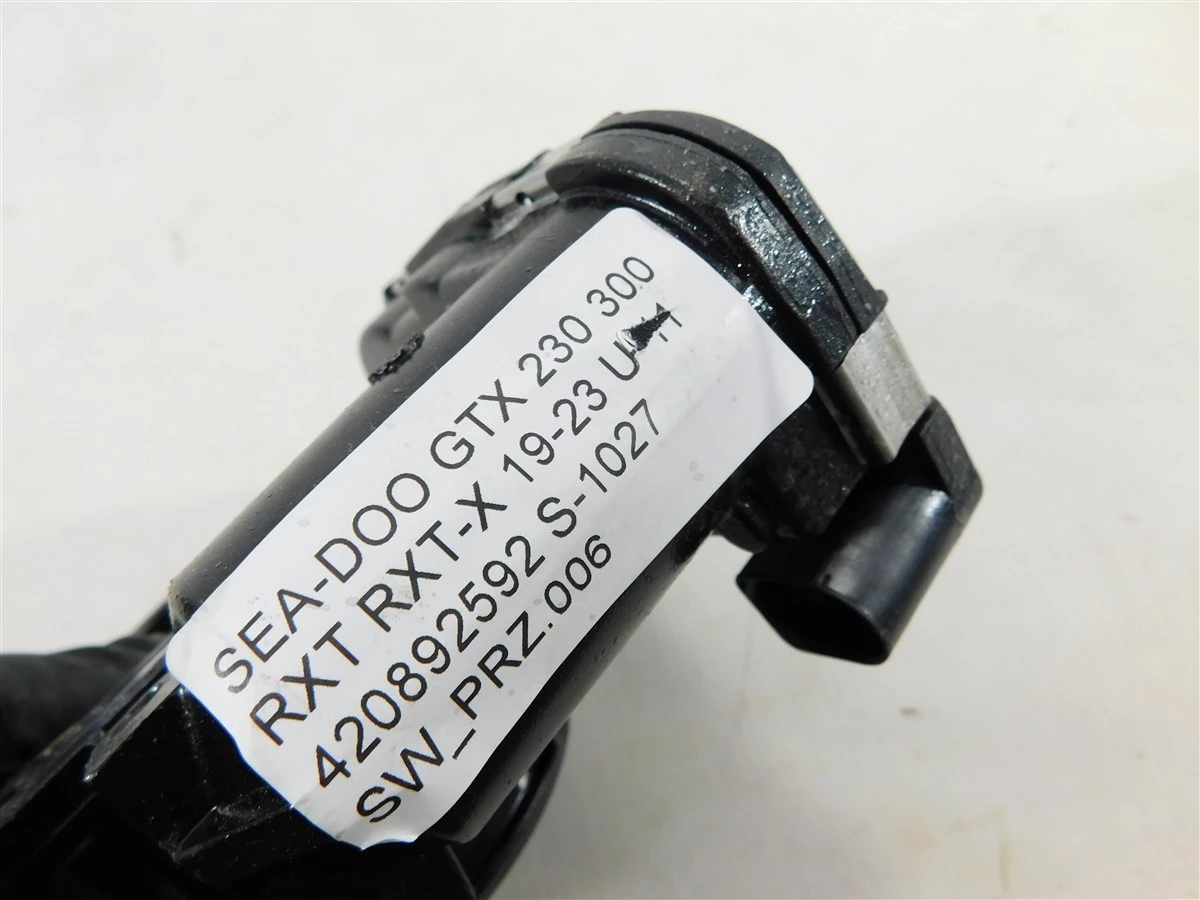 SEA-DOO GTX 230 300
RXT RXT-X 19-23
420892592 S-1027
SW_PRZ.006